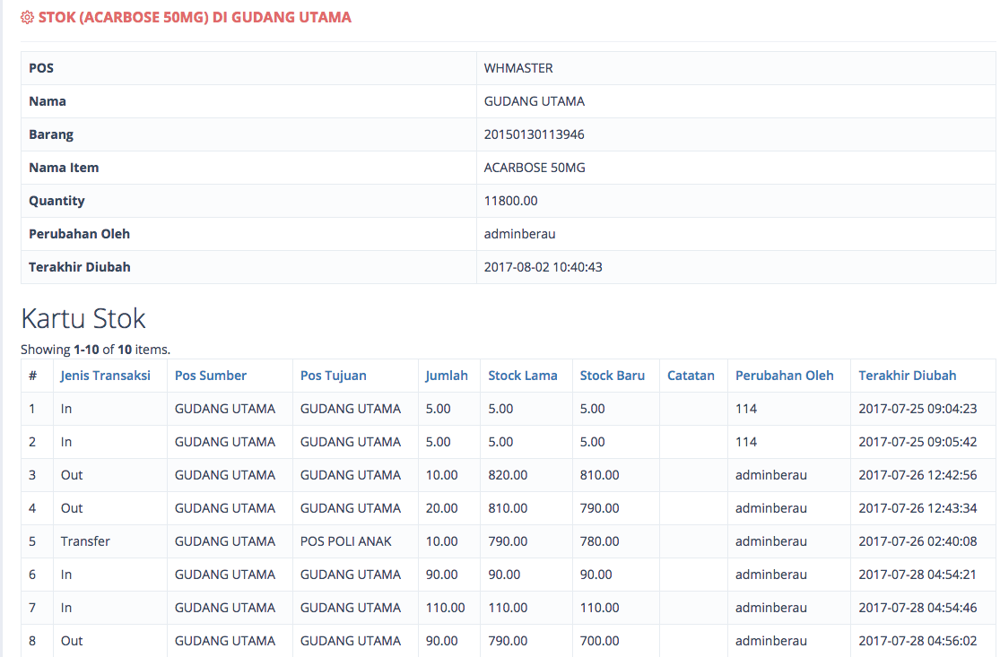 STOK (ACARBOSE 50MG) DI GUDANG UTAMA
POS WHMASTER
Nama GUDANG UTAMA
Barang 20150130113946
Nama Item ACARBOSE 50MG
Quantity 11800.00
Perubahan Oleh adminberau
Terakhir Diubah 2017-08-02 10:40:43
Kartu Stok
Showing 1-10 of 10 items.
# Jenis Transaksi Pos Sumber Pos Tujuan Jumlah Stock Lama Stock Baru Catatan Perubahan Oleh Terakhir Diubah
1 In GUDANG UTAMA GUDANG UTAMA 5.00 5.00 5.00 114 2017-07-25 09:04:23
2 In GUDANG UTAMA GUDANG UTAMA 5.00 5.00 5.00 114 2017-07-25 09:05:42
3 Out GUDANG UTAMA GUDANG UTAMA 10.00 820.00 810.00 adminberau 2017-07-26 12:42:56
4 Out GUDANG UTAMA GUDANG UTAMA 20.00 810.00 790.00 adminberau 2017-07-26 12:43:34
5 Transfer GUDANG UTAMA POS POLI ANAK 10.00 790.00 780.00 adminberau 2017-07-26 02:40:08
6 In GUDANG UTAMA GUDANG UTAMA 90.00 90.00 90.00 adminberau 2017-07-28 04:54:21
7 In GUDANG UTAMA GUDANG UTAMA 110.00 110.00 110.00 adminberau 2017-07-28 04:54:46
8 Out GUDANG UTAMA GUDANG UTAMA 90.00 790.00 700.00 adminberau 2017-07-28 04:56:02